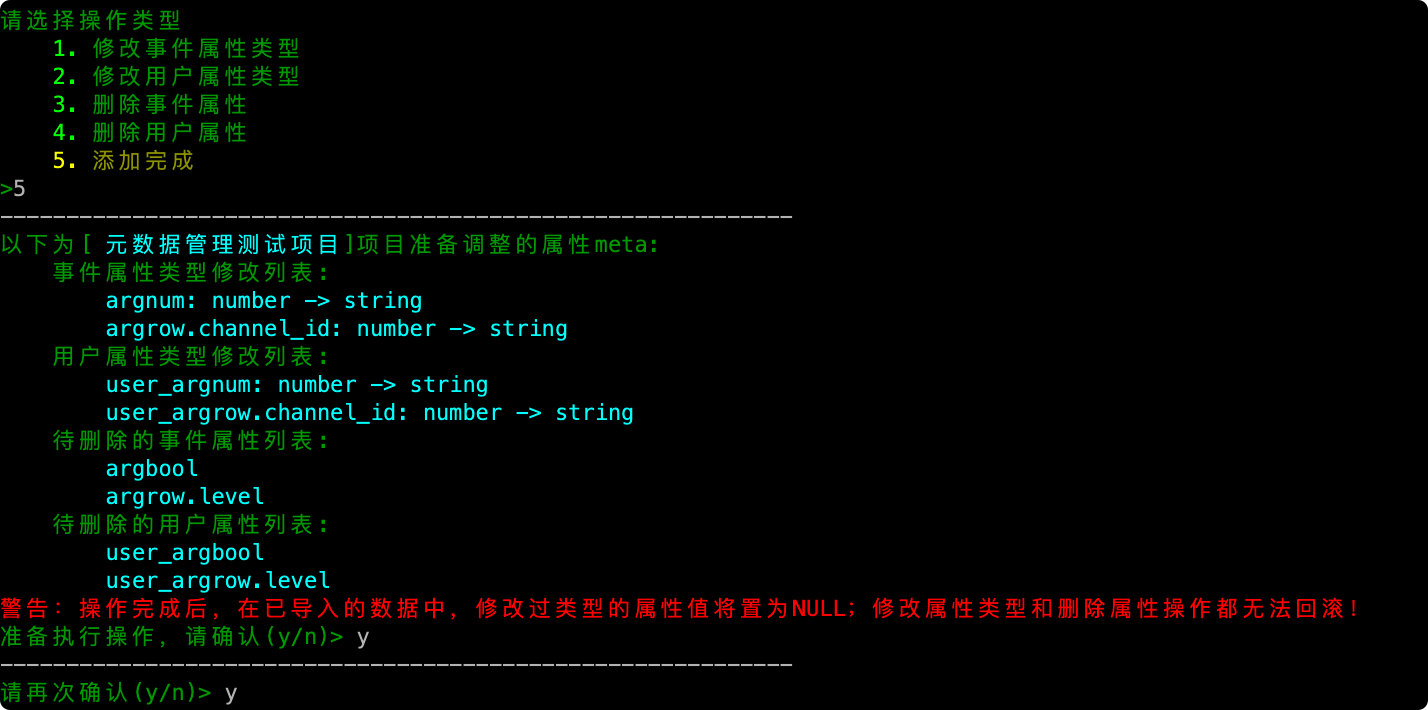 请选择操作类型
1. 修改事件属性类型
2. 修改用户属性类型
3. 删除事件属性
4. 删除用户属性
5. 添加完成
>5
------------------------------------------------------------
以下为[ 元数据管理测试项目]项目准备调整的属性meta:
事件属性类型修改列表:
argnum: number -> string
argrow.channel_id: number -> string
用户属性类型修改列表:
user_argnum: number -> string
user_argrow.channel_id: number -> string
待删除的事件属性列表:
argbool
argrow.level
待删除的用户属性列表:
user_argbool
user_argrow.level
警告: 操作完成后, 在已导入的数据中, 修改过类型的属性值将置为NULL; 修改属性类型和删除属性操作都无法回滚!
准备执行操作, 请确认(y/n)> y
------------------------------------------------------------
请再次确认(y/n)> y